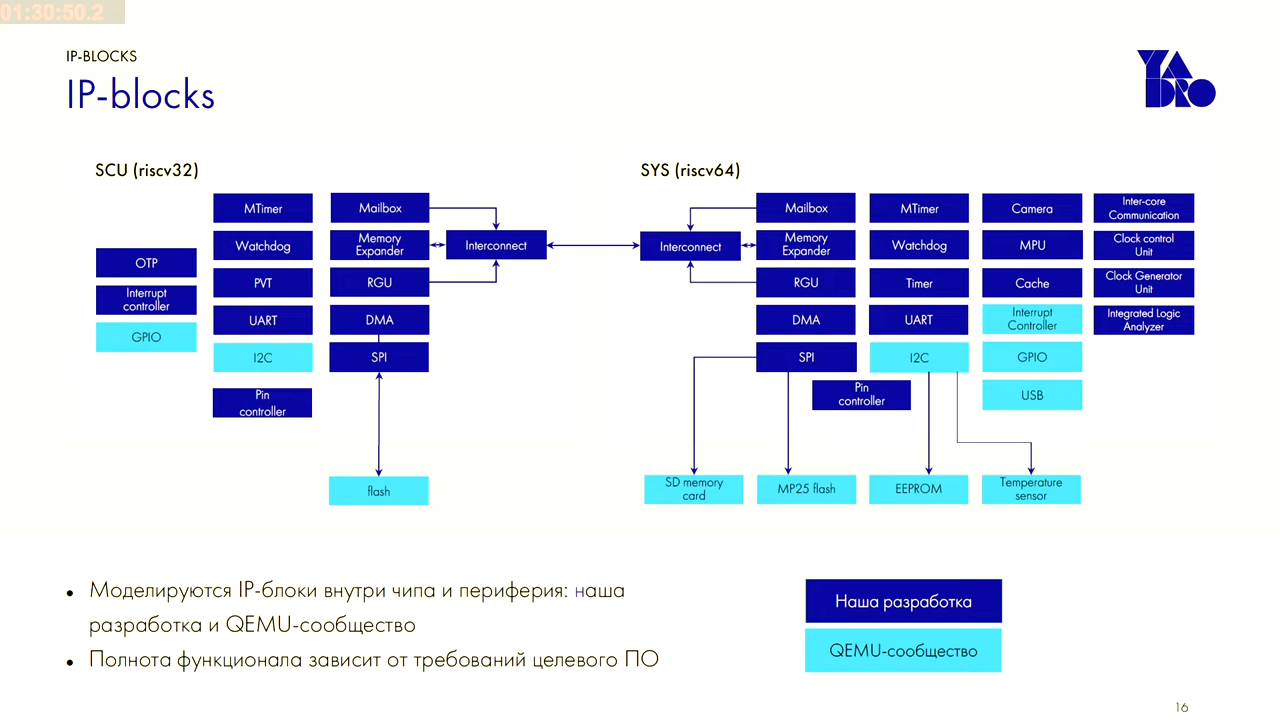 01:30:50.2
IP-BLOCKS
IP-blocks
YADRO
SCU (riscv32)
OTP
Interrupt
controller
GPIO
MTimer
Watchdog
PVT
UART
I2C
Pin
controller
Mailbox
Memory
Expander
RGU
DMA
SPI
flash
Interconnect
SYS (riscv64)
Interconnect
Mailbox
Memory
Expander
RGU
DMA
SPI
Pin
controller
MTimer
Watchdog
Timer
UART
I2C
Camera
MPU
Cache
Interrupt
Controller
GPIO
USB
Inter-core
Communication
Clock control
Unit
Clock Generator
Unit
Integrated Logic
Analyzer
SD memory
card
MP25 flash
EEPROM
Temperature
sensor
• Моделируются IP-блоки внутри чипа и периферия: наша
разработка и QEMU-сообщество
• Полнота функционала зависит от требований целевого ПО
Наша разработка
QEMU-сообщество
16